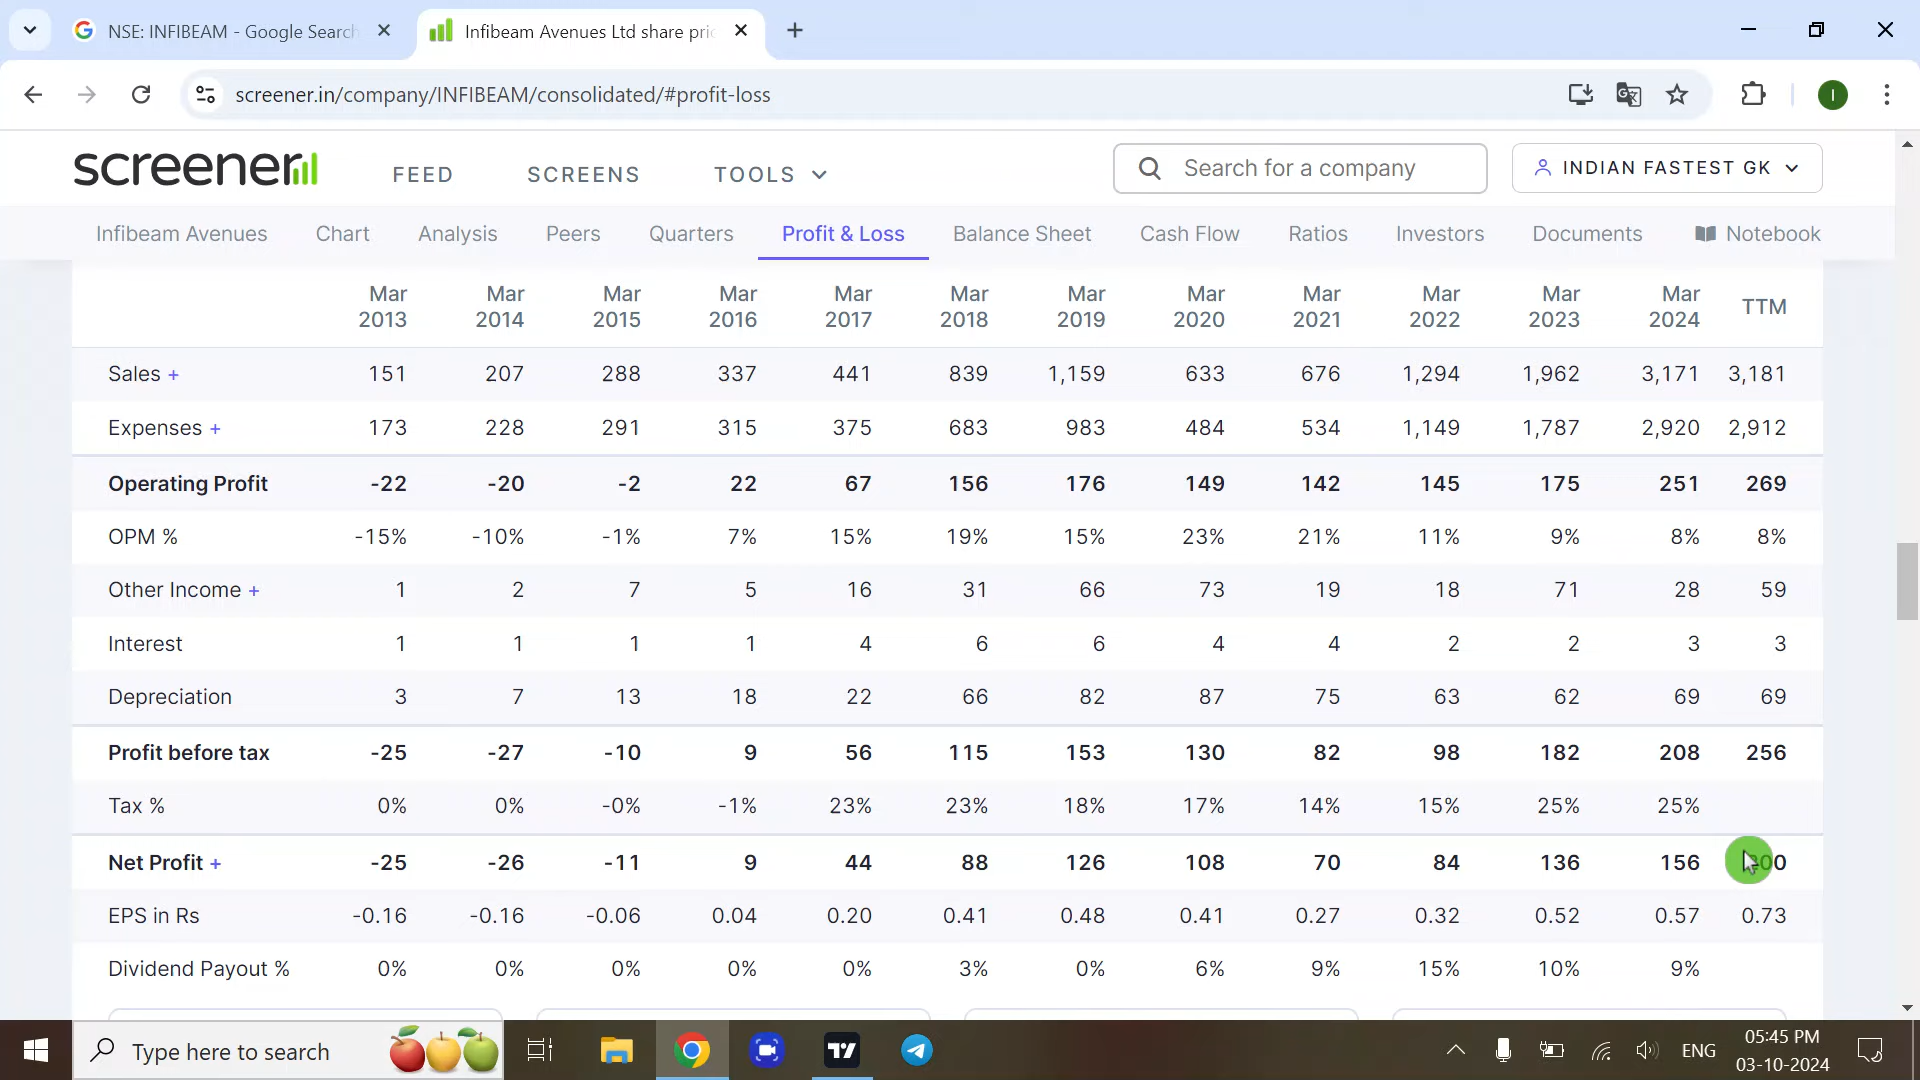 NSE: INFIBEAM - Google Search
Infibeam Avenues Ltd share pric
screener.in/company/INFIBEAM/consolidated/#profit-loss
I
screener
FEED SCREENS TOOLS
Search for a company
INDIAN FASTEST GK
Infibeam Avenues Chart Analysis Peers Quarters Profit & Loss Balance Sheet Cash Flow Ratios Investors Documents Notebook
Mar 2013 Mar 2014 Mar 2015 Mar 2016 Mar 2017 Mar 2018 Mar 2019 Mar 2020 Mar 2021 Mar 2022 Mar 2023 Mar 2024 TTM
Sales + 151 207 288 337 441 839 1,159 633 676 1,294 1,962 3,171 3,181
Expenses + 173 228 291 315 375 683 983 484 534 1,149 1,787 2,920 2,912
Operating Profit -22 -20 -2 22 67 156 176 149 142 145 175 251 269
OPM % -15% -10% -1% 7% 15% 19% 15% 23% 21% 11% 9% 8% 8%
Other Income + 1 2 7 5 16 31 66 73 19 18 71 28 59
Interest 1 1 1 1 4 6 6 4 4 2 2 3 3
Depreciation 3 7 13 18 22 66 82 87 75 63 62 69 69
Profit before tax -25 -27 -10 9 56 115 153 130 82 98 182 208 256
Tax % 0% 0% -0% -1% 23% 23% 18% 17% 14% 15% 25% 25%
Net Profit + -25 -26 -11 9 44 88 126 108 70 84 136 156
EPS in Rs -0.16 -0.16 -0.06 0.04 0.20 0.41 0.48 0.41 0.27 0.32 0.52 0.57 0.73
Dividend Payout % 0% 0% 0% 0% 0% 3% 0% 6% 9% 15% 10% 9%
Type here to search
ENG
05:45 PM
03-10-2024